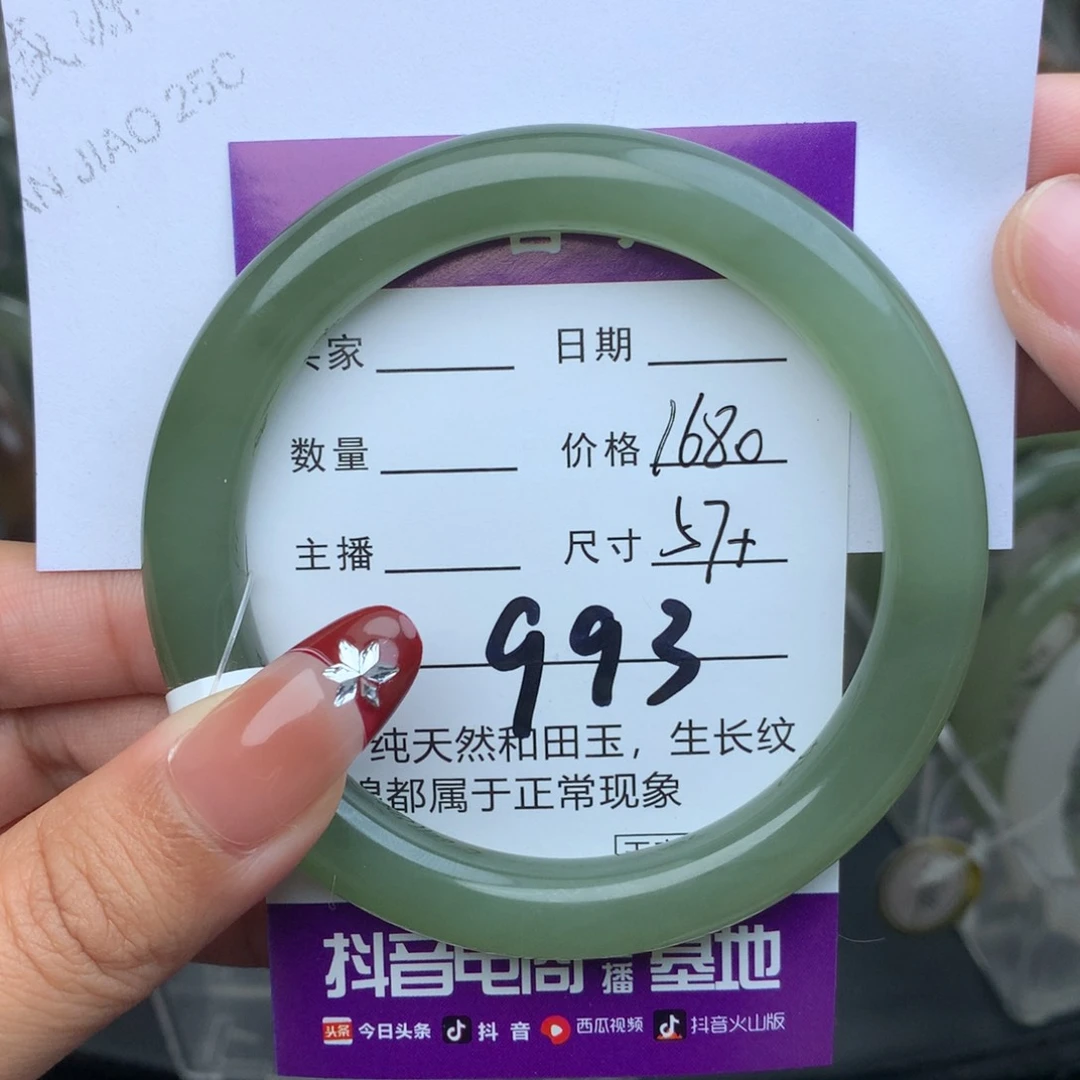 JIAO 25C
家 日期
数量 价格 1680
主播 尺寸 57+
993
纯天然和田玉，生长纹
都属于正常现象
抖音电商 播 基地
头条 今日头条 抖音 西瓜视频 抖音火山版